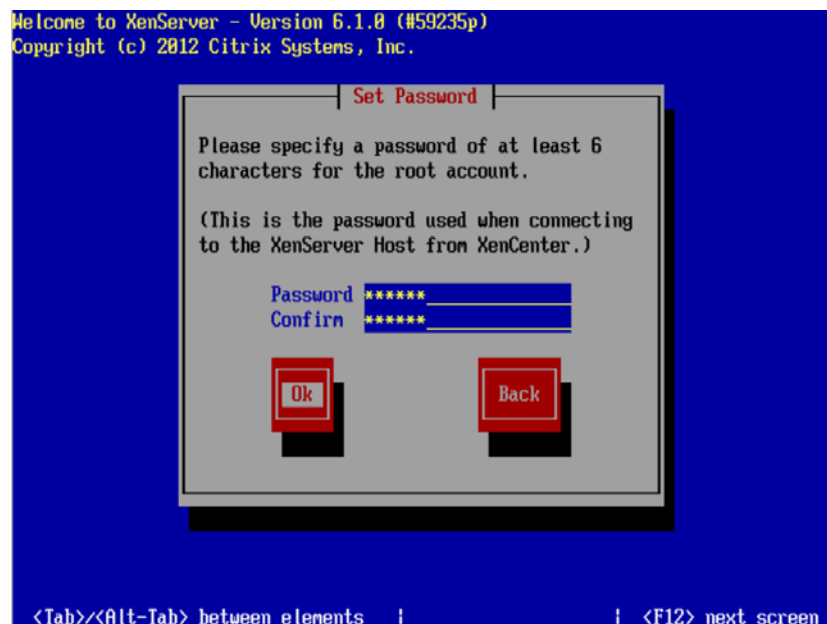 Welcome to XenServer - Version 6.1.0 (#59235p)
Copyright (c) 2012 Citrix Systems, Inc.
Set Password
Please specify a password of at least 6
characters for the root account.
(This is the password used when connecting
to the XenServer Host from XenCenter.)
Password ******
Confirm ******
Ok Back
<Tab>/<Alt-Tab> between elements | | <F12> next screen